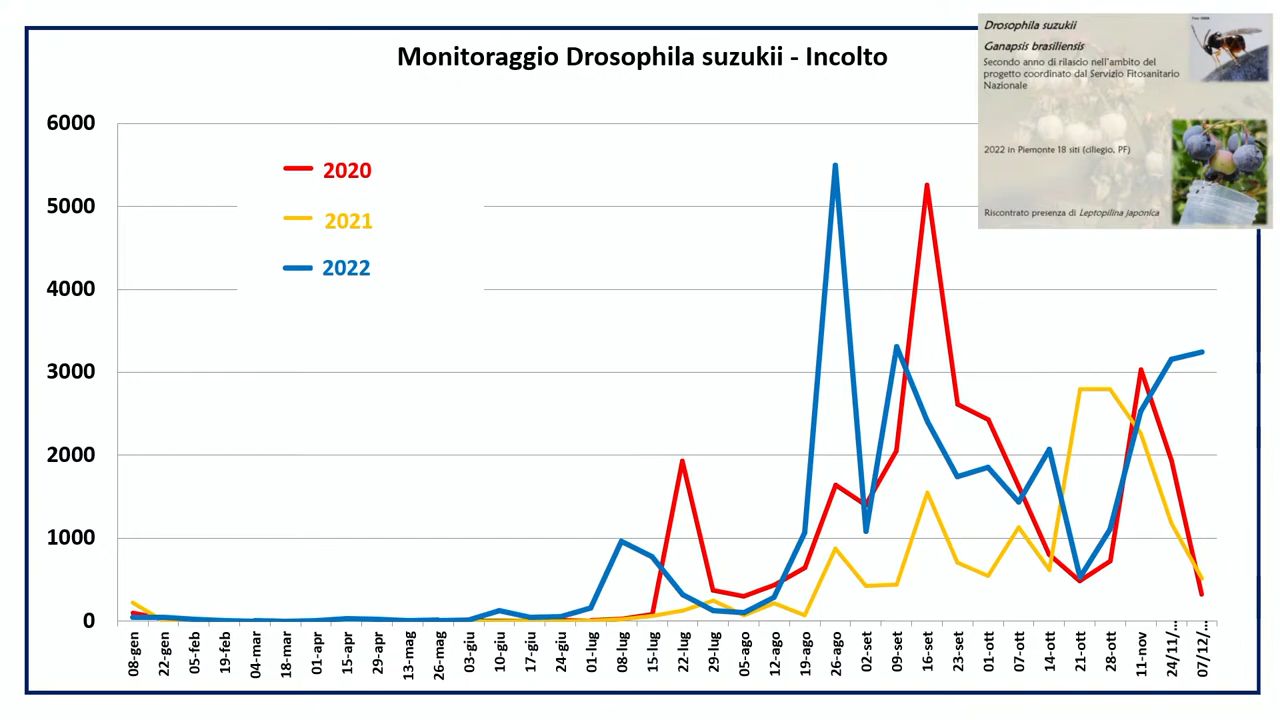 Monitoraggio Drosophila suzukii - Incolto
Drosophila suzukii
Ganapsis brasiliensis
Secondo anno di rilascio nell'ambito del
progetto coordinato dal Servizio Fitosanitario
Nazionale
2022 in Piemonte 18 siti (ciliegio, PF)
Riscontrato presenza di Leptopilina japonica
2020
2021
2022
6000
5000
4000
3000
2000
1000
0
08-gen
22-gen
05-feb
19-feb
04-mar
18-mar
01-apr
15-apr
29-apr
13-mag
26-mag
03-giu
10-giu
17-giu
24-giu
01-lug
08-lug
15-lug
22-lug
29-lug
05-ago
12-ago
19-ago
26-ago
02-set
09-set
16-set
23-set
01-ott
07-ott
14-ott
21-ott
28-ott
11-nov
24/11/...
07/12/...